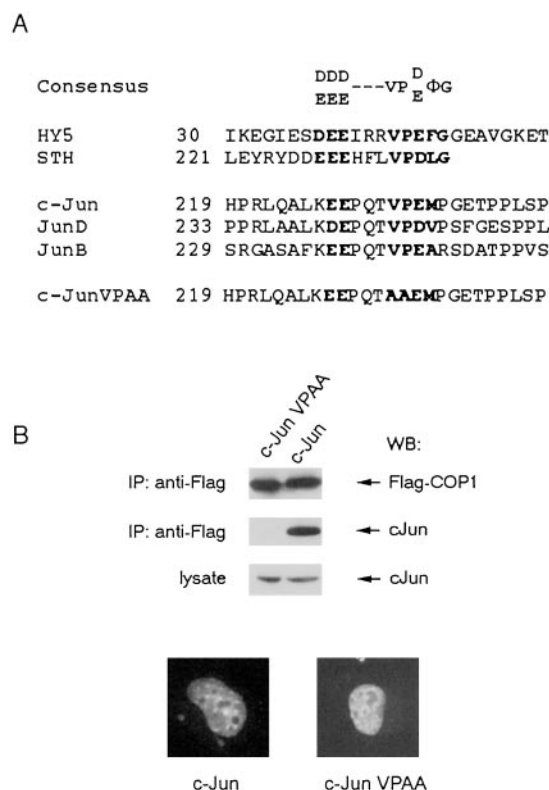 A
DDD D
Consensus ---VP ΦG
EEE E
HY5 30 IKEGIESDEEIRRVPEFGGEAVGKET
STH 221 LEYRYDDEEEHFLVPDLG
c-Jun 219 HPRLQALKEEPQTVPEMPGETPPLSP
JunD 233 PPRLAALKDEPQTVPDVPSFGESPPL
JunB 229 SRGASAFKEEPQTVPEARSDATPPVS
c-JunVPAA 219 HPRLQALKEEPQTAAEMPGETPPLSP
B
c-Jun VPAA
c-Jun
WB:
IP: anti-Flag Flag-COP1
IP: anti-Flag cJun
lysate cJun
c-Jun c-Jun VPAA